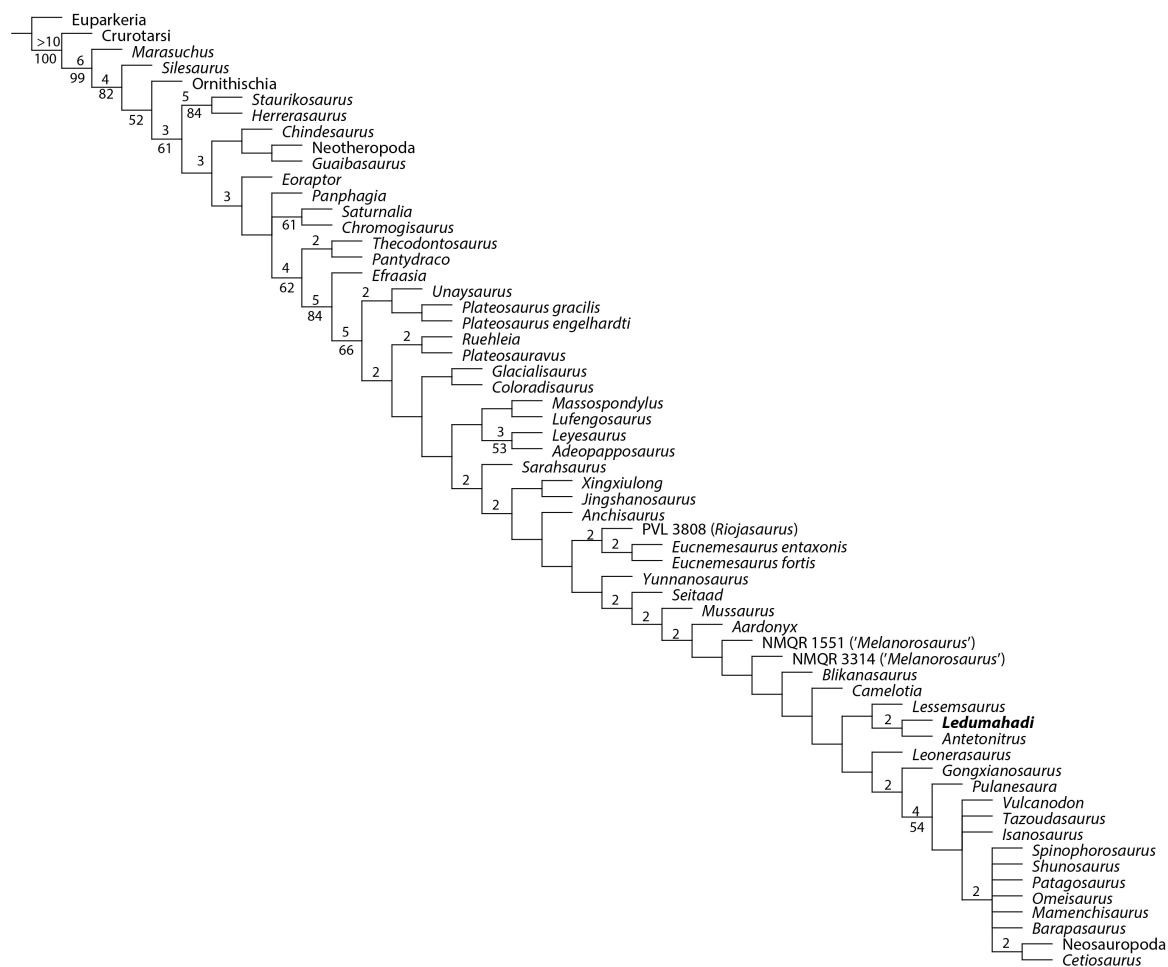 Euparkeria
>10
Crurotarsi
100
6
Marasuchus
99
4
Silesaurus
82
Ornithischia
5
Staurikosaurus
52
84
Herrerasaurus
3
Chindesaurus
61
Neotheropoda
3
Guaibasaurus
Eoraptor
3
Panphagia
Saturnalia
61
Chromogisaurus
2
Thecodontosaurus
Pantydraco
4
Efraasia
62
2
Unaysaurus
5
Plateosaurus gracilis
84
Plateosaurus engelhardti
5
2
Ruehleia
66
Plateosauravus
2
Glacialisaurus
Coloradisaurus
Massospondylus
Lufengosaurus
3
Leyesaurus
53
Adeopapposaurus
Sarahsaurus
2
Xingxiulong
Jingshanosaurus
2
Anchisaurus
PVL 3808 (Riojasaurus)
2
2
Eucnemesaurus entaxonis
Eucnemesaurus fortis
Yunnanosaurus
2
Seitaad
2
Mussaurus
2
Aardonyx
NMQR 1551 ('Melanorosaurus')
NMQR 3314 ('Melanorosaurus')
Blikanasaurus
Camelotia
Lessemsaurus
2
Ledumahadi
Antetonitrus
Leonerasaurus
Gongxianosaurus
2
Pulanesaura
Vulcanodon
4
Tazoudasaurus
54
Isanosaurus
Spinophorosaurus
Shunosaurus
Patagosaurus
2
Omeisaurus
Mamenchisaurus
Barapasaurus
2
Neosauropoda
Cetiosaurus